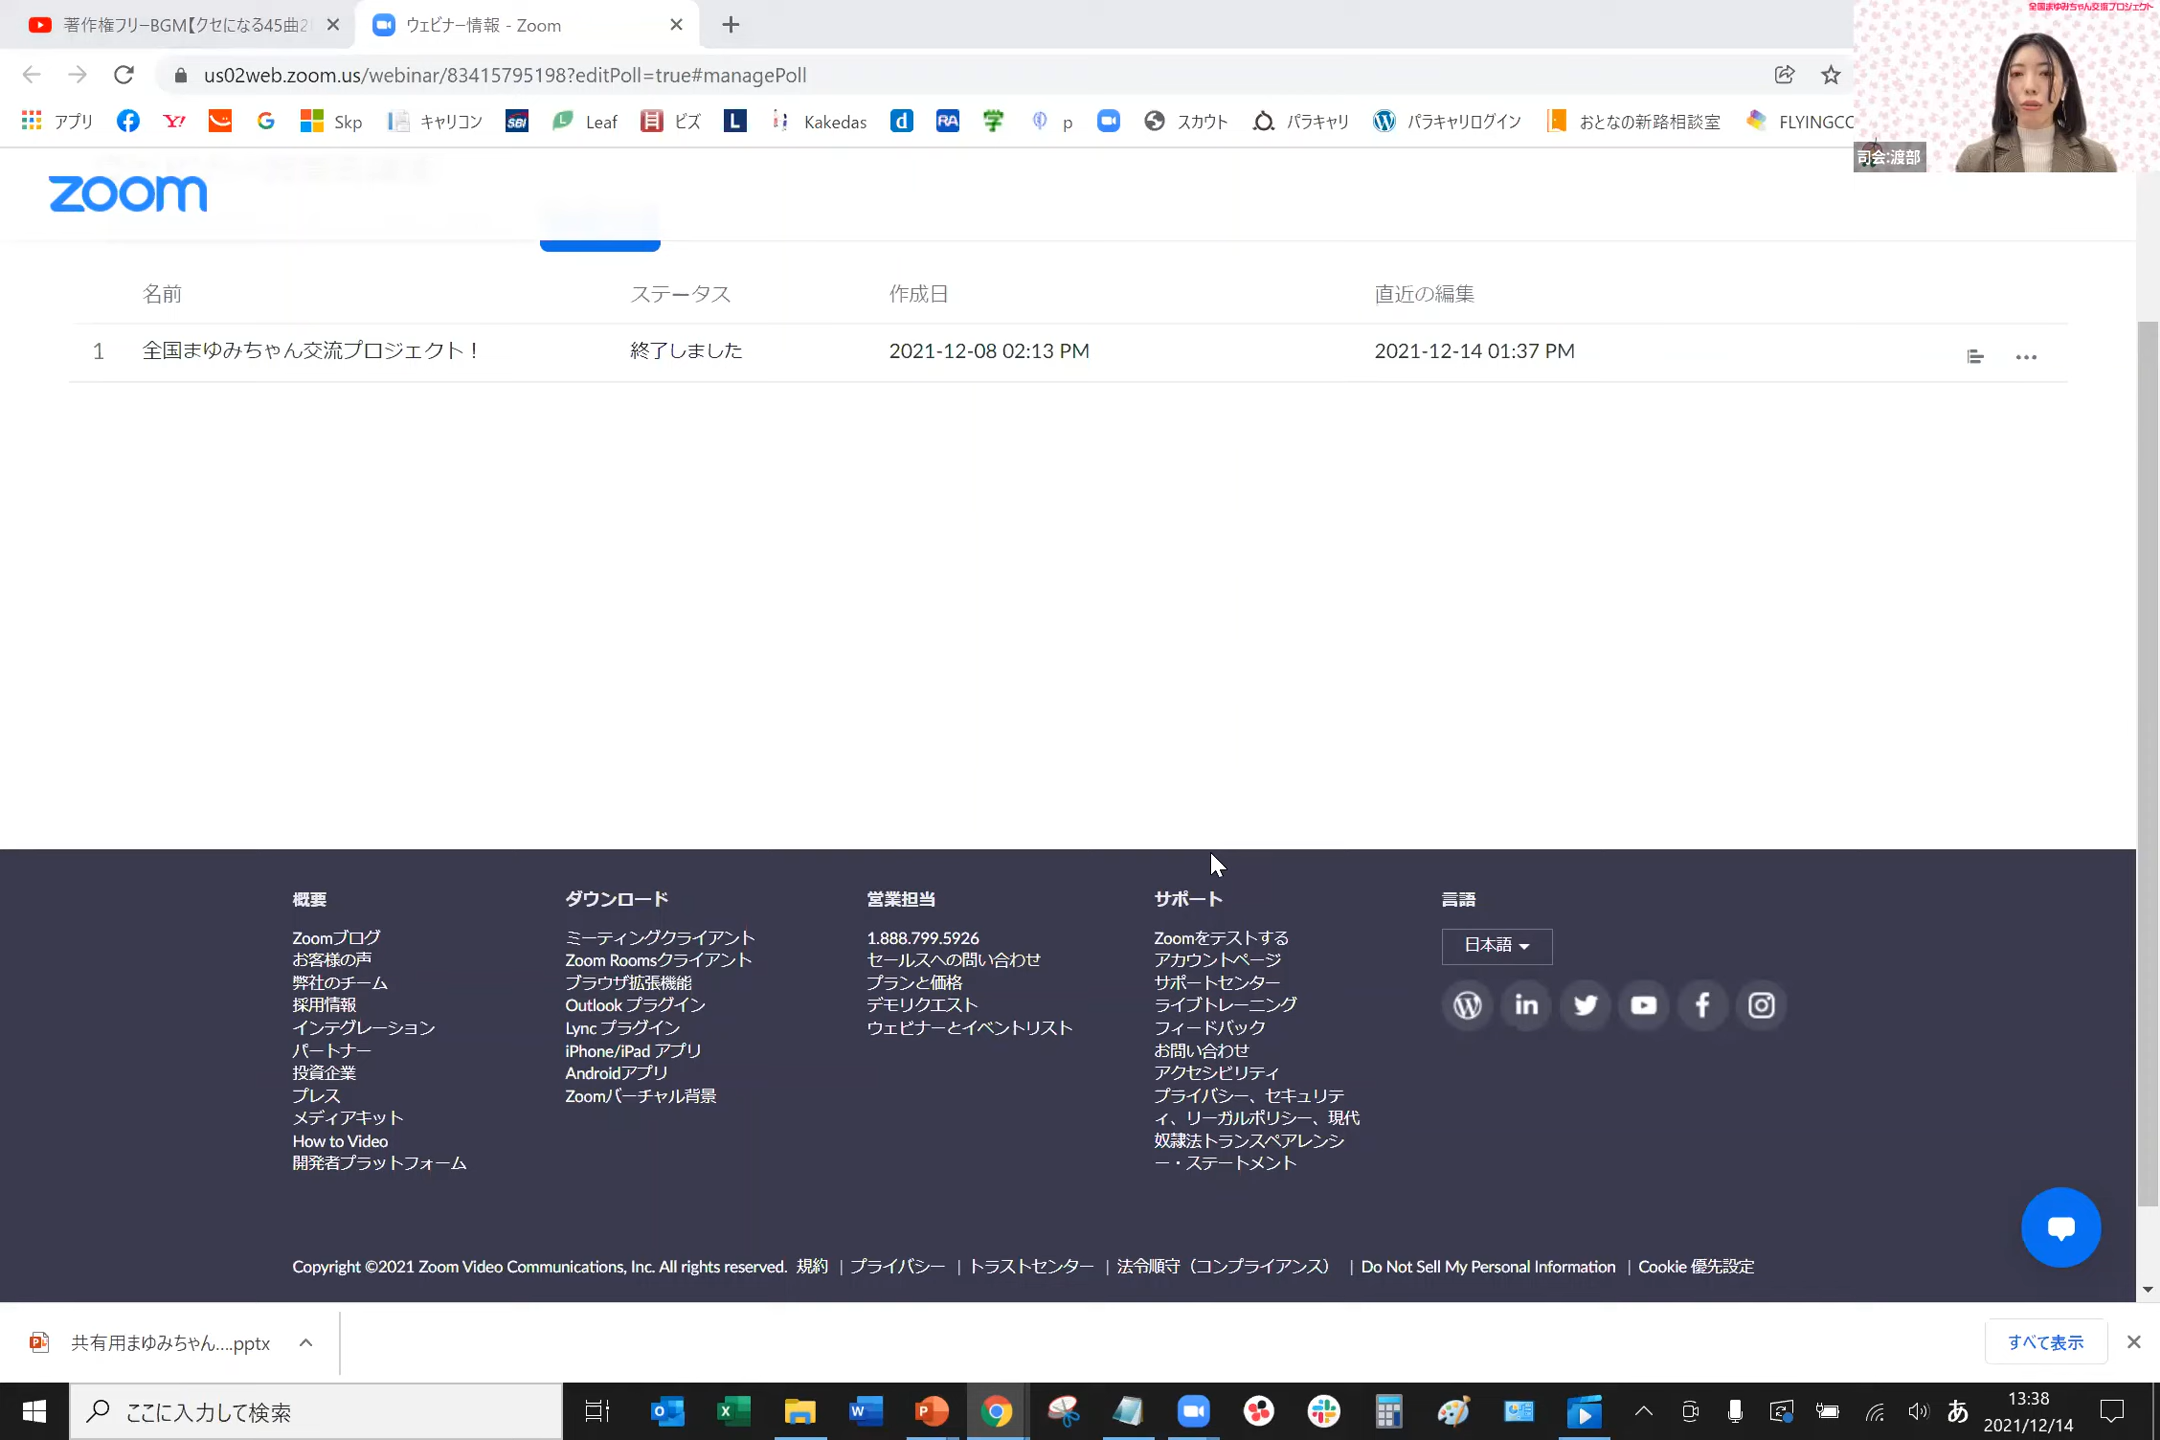 著作権フリーBGM【クセになる45曲2
ウェビナー情報 - Zoom
全国まゆみちゃん交流プロジェクト
us02web.zoom.us/webinar/83415795198?editPoll=true#managePoll
アプリ
Skp
キャリコン
SBI
Leaf
ビズ
L
Kakedas
d
RA
p
スカウト
パラキャリ
パラキャリログイン
おとなの新路相談室
FLYINGCC
司会:渡部
zoom
名前 ステータス 作成日 直近の編集
1 全国まゆみちゃん交流プロジェクト！ 終了しました 2021-12-08 02:13 PM 2021-12-14 01:37 PM
概要
Zoomブログ
お客様の声
弊社のチーム
採用情報
インテグレーション
パートナー
投資企業
プレス
メディアキット
How to Video
開発者プラットフォーム
ダウンロード
ミーティングクライアント
Zoom Roomsクライアント
ブラウザ拡張機能
Outlook プラグイン
Lync プラグイン
iPhone/iPad アプリ
Androidアプリ
Zoomバーチャル背景
営業担当
1.888.799.5926
セールスへの問い合わせ
プランと価格
デモリクエスト
ウェビナーとイベントリスト
サポート
Zoomをテストする
アカウントページ
サポートセンター
ライブトレーニング
フィードバック
お問い合わせ
アクセシビリティ
プライバシー、セキュリテ
ィ、リーガルポリシー、現代
奴隷法トランスペアレンシ
ー・ステートメント
言語
日本語
Copyright ©2021 Zoom Video Communications, Inc. All rights reserved. 規約 | プライバシー | トラストセンター | 法令順守（コンプライアンス） | Do Not Sell My Personal Information | Cookie 優先設定
共有用まゆみちゃん....pptx
すべて表示
ここに入力して検索
あ
13:38
2021/12/14